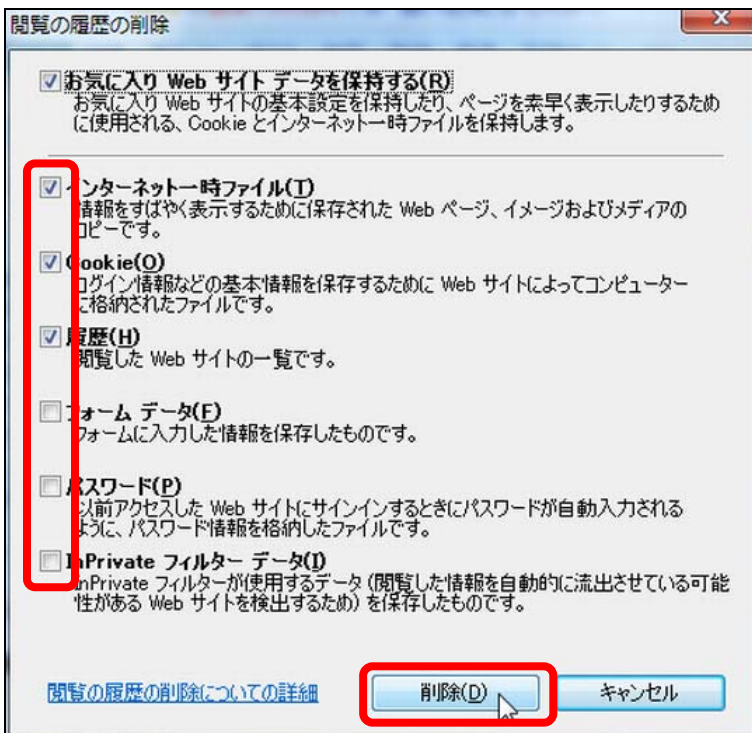 閲覧の履歴の削除
お気に入り Web サイト データを保持する(R)
お気に入り Web サイトの基本設定を保持したり、ページを素早く表示したりするため
に使用される、Cookie とインターネット一時ファイルを保持します。
インターネット一時ファイル(T)
情報をすばやく表示するために保存された Web ページ、イメージおよびメディアの
コピーです。
Cookie(O)
ログイン情報などの基本情報を保存するために Web サイトによってコンピューター
に格納されたファイルです。
履歴(H)
閲覧した Web サイトの一覧です。
フォーム データ(F)
フォームに入力した情報を保存したものです。
パスワード(P)
以前アクセスした Web サイトにサインインするときにパスワードが自動入力される
ように、パスワード情報を格納したファイルです。
InPrivate フィルター データ(I)
InPrivate フィルターが使用するデータ (閲覧した情報を自動的に流出させている可能
性がある Web サイトを検出するため) を保存したものです。
閲覧の履歴の削除についての詳細
削除(D)
キャンセル